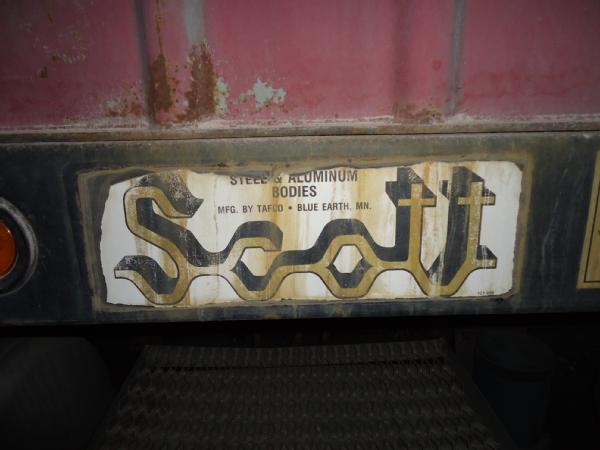 STEEL & ALUMINUM
BODIES
MFG. BY TAFCO • BLUE EARTH, MN.
Scott